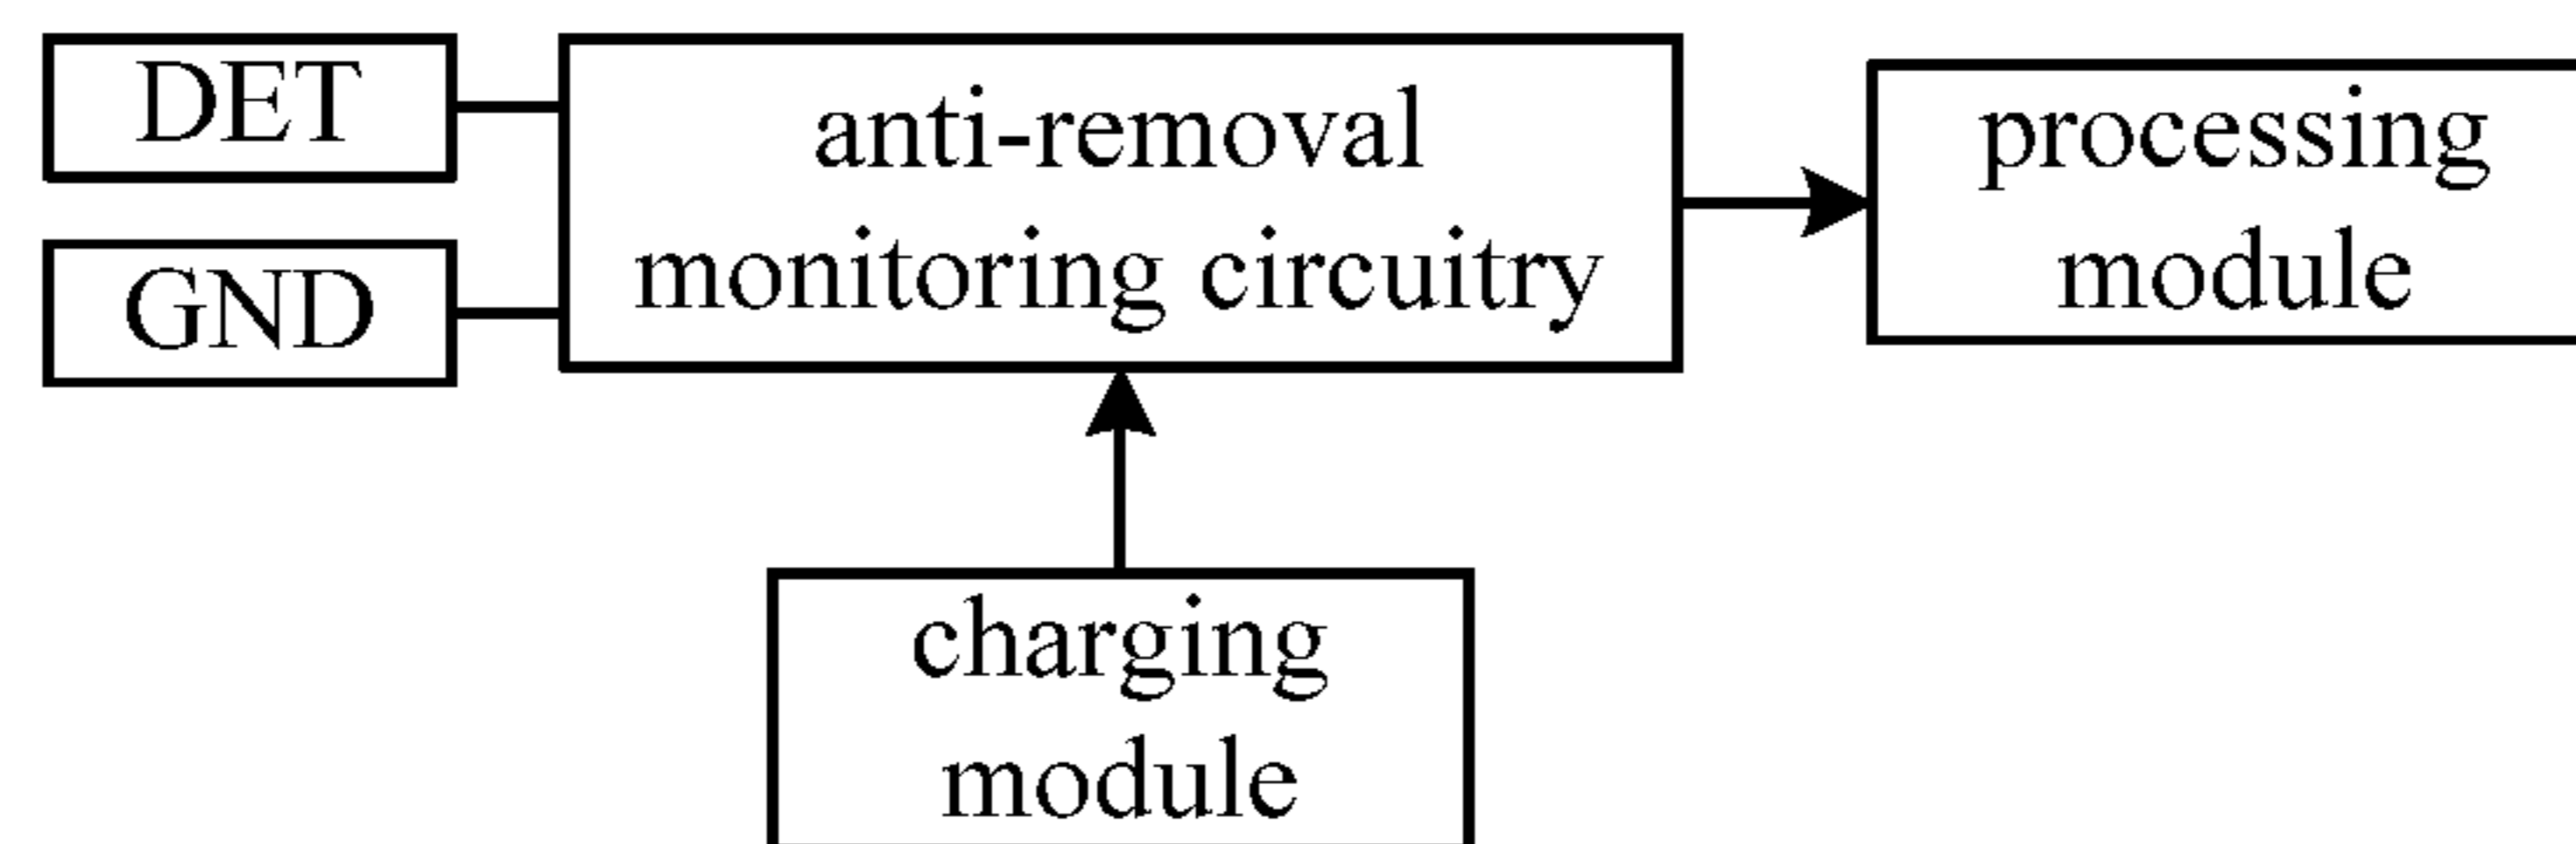 DET
GND
anti-removal
monitoring circuitry
processing
module
charging
module